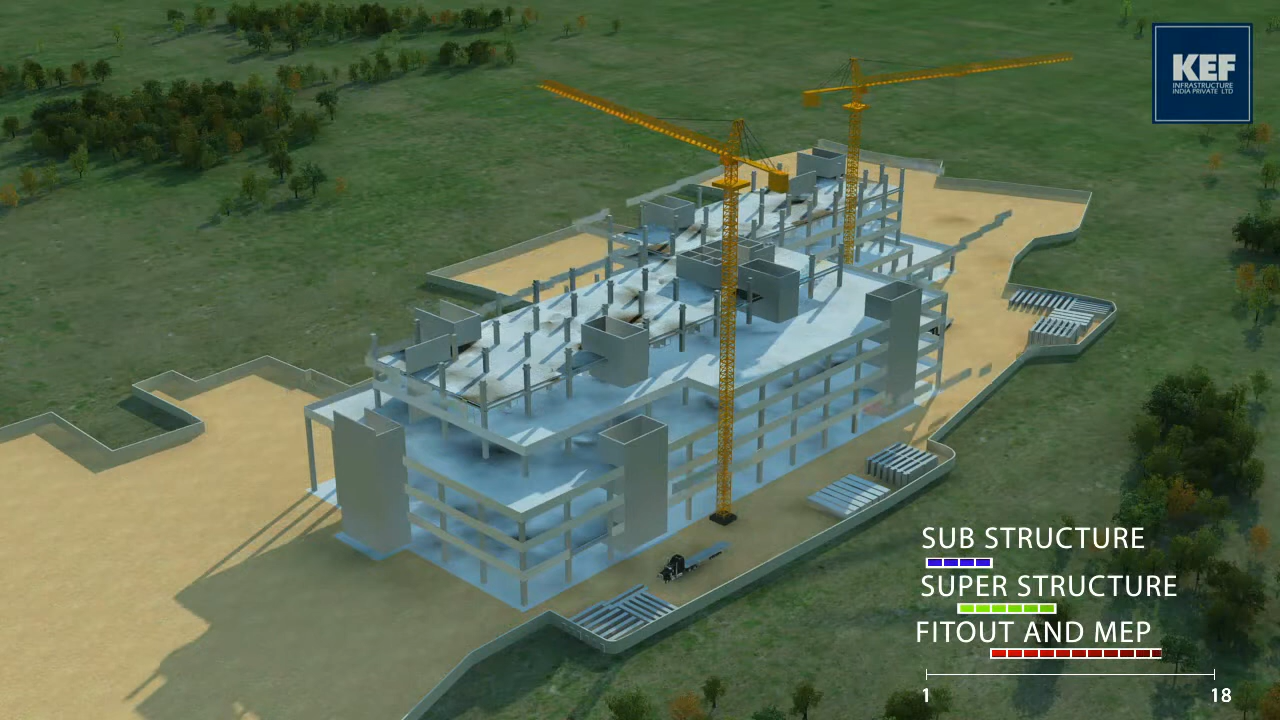 KEF
INFRASTRUCTURE
INDIA PRIVATE LTD
SUB STRUCTURE
SUPER STRUCTURE
FITOUT AND MEP
1 18